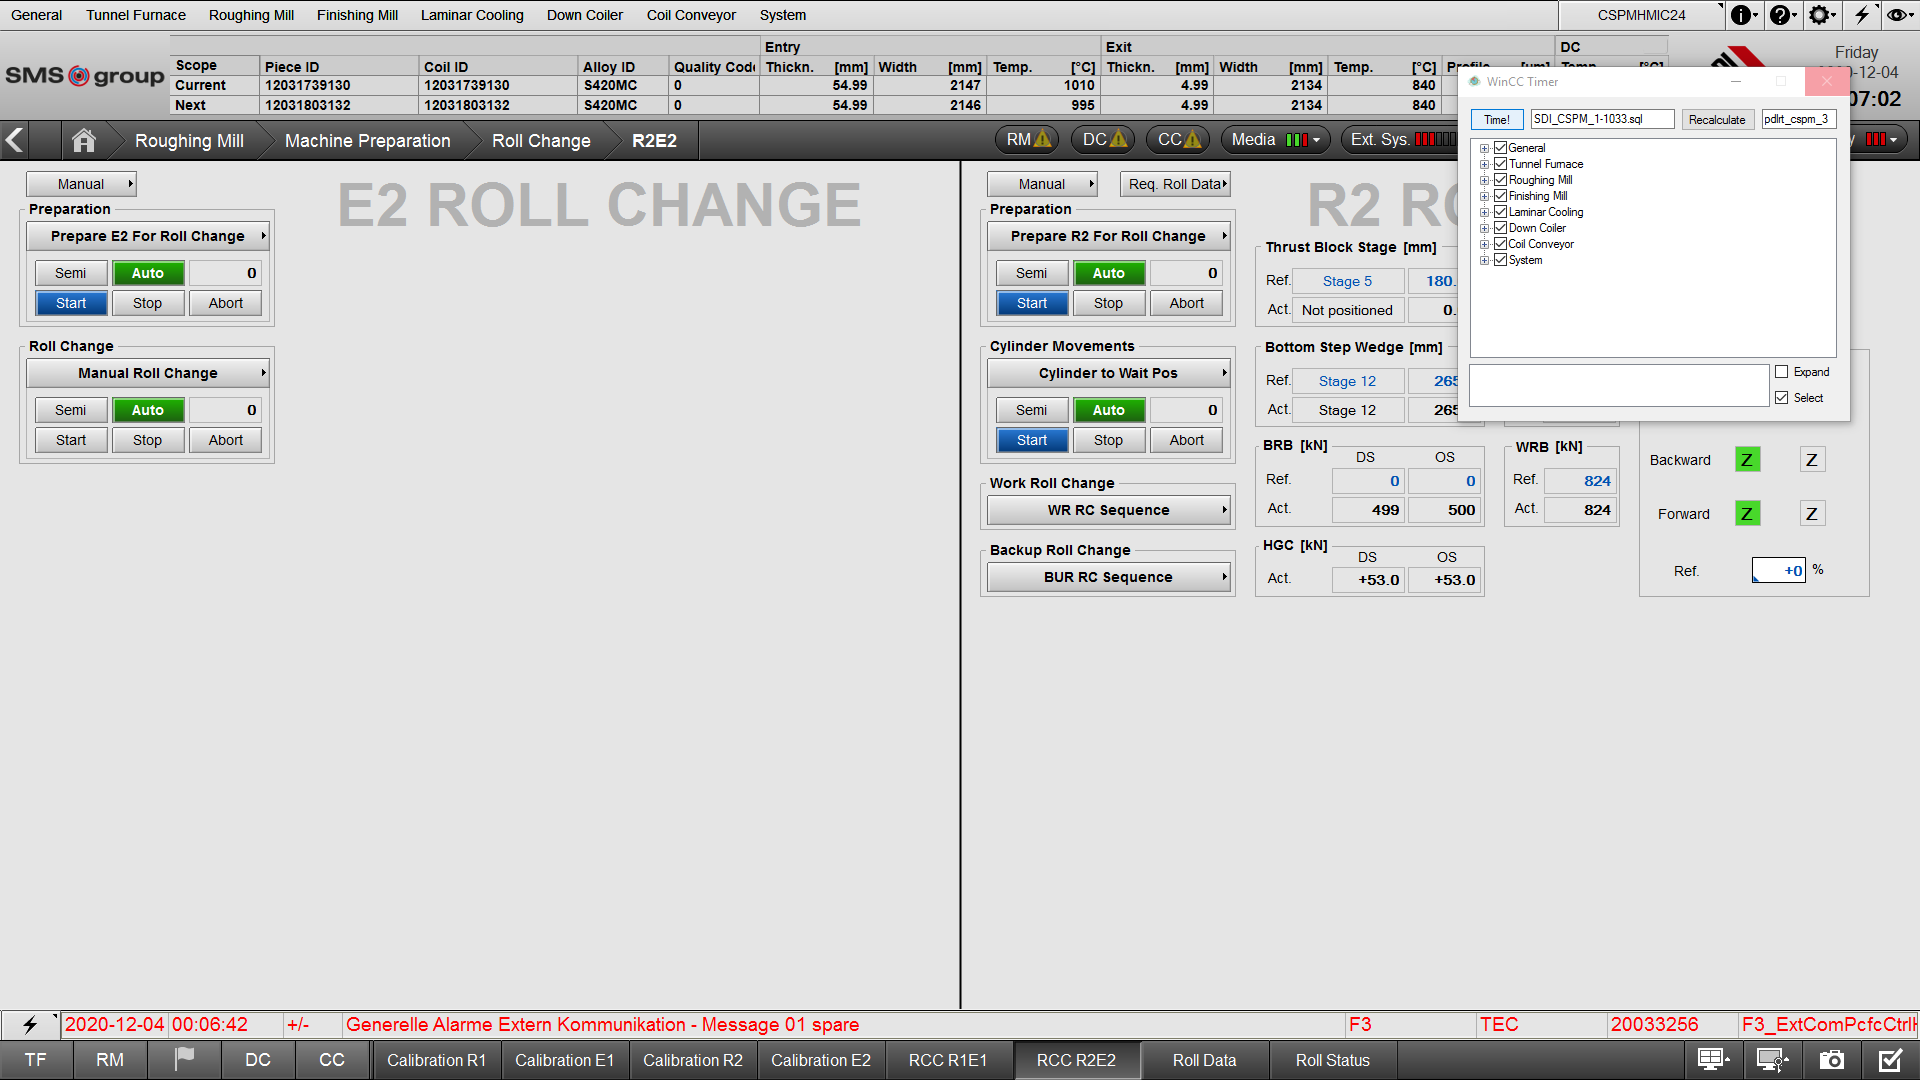 General Tunnel Furnace Roughing Mill Finishing Mill Laminar Cooling Down Coiler Coil Conveyor System CSPMHMIC24
SMS group
Entry Exit DC
Scope Piece ID Coil ID Alloy ID Quality Code Thickn. [mm] Width [mm] Temp. [°C] Thickn. [mm] Width [mm] Temp. [°C]
Current 12031739130 12031739130 S420MC 0 54.99 2147 1010 4.99 2134 840
Next 12031803132 12031803132 S420MC 0 54.99 2146 995 4.99 2134 840
Friday
-12-04
07:02
Roughing Mill Machine Preparation Roll Change R2E2 RM DC CC Media Ext. Sys.
WinCC Timer
Time! SDI_CSPM_1-1033.sql Recalculate pdlrt_cspm_3
General
Tunnel Furnace
Roughing Mill
Finishing Mill
Laminar Cooling
Down Coiler
Coil Conveyor
System
Expand
Select
Manual
E2 ROLL CHANGE
Preparation
Prepare E2 For Roll Change
Semi Auto 0
Start Stop Abort
Roll Change
Manual Roll Change
Semi Auto 0
Start Stop Abort
Manual Req. Roll Data
R2 RO
Preparation
Prepare R2 For Roll Change
Semi Auto 0
Start Stop Abort
Cylinder Movements
Cylinder to Wait Pos
Semi Auto 0
Start Stop Abort
Work Roll Change
WR RC Sequence
Backup Roll Change
BUR RC Sequence
Thrust Block Stage [mm]
Ref. Stage 5 180.
Act. Not positioned 0.
Bottom Step Wedge [mm]
Ref. Stage 12 265
Act. Stage 12 265
BRB [kN]
DS OS
Ref. 0 0
Act. 499 500
WRB [kN]
Ref. 824
Act. 824
HGC [kN]
DS OS
Act. +53.0 +53.0
Backward Z Z
Forward Z Z
Ref. +0 %
2020-12-04 00:06:42 +/- Generelle Alarme Extern Kommunikation - Message 01 spare F3 TEC 20033256 F3_ExtComPcfcCtrl
TF RM DC CC Calibration R1 Calibration E1 Calibration R2 Calibration E2 RCC R1E1 RCC R2E2 Roll Data Roll Status